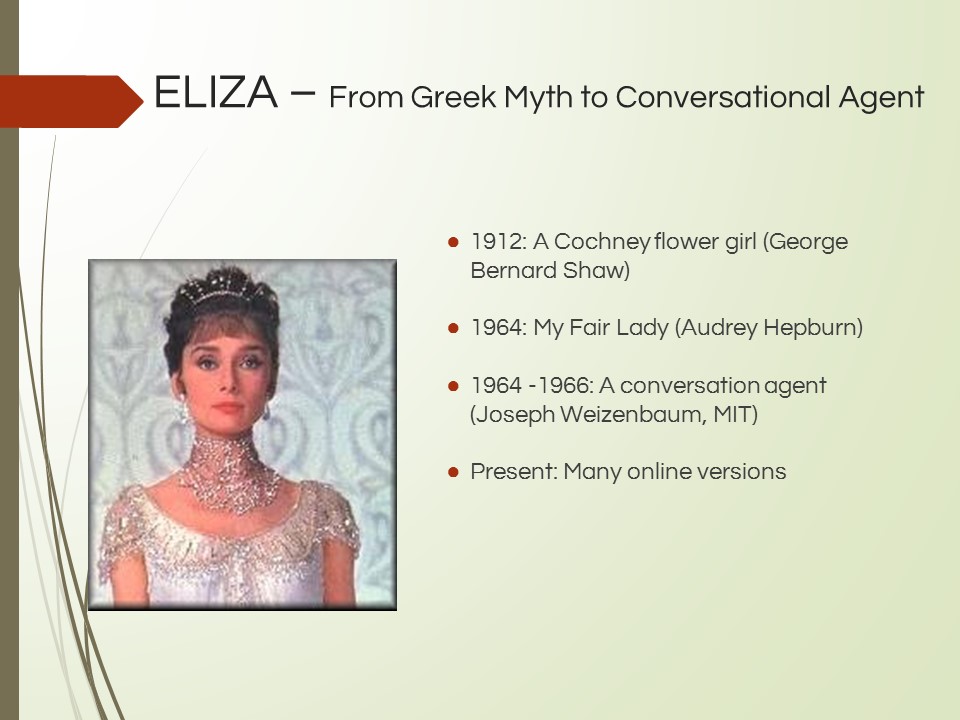 ELIZA – From Greek Myth to Conversational Agent
● 1912: A Cochney flower girl (George
Bernard Shaw)
● 1964: My Fair Lady (Audrey Hepburn)
● 1964 -1966: A conversation agent
(Joseph Weizenbaum, MIT)
● Present: Many online versions